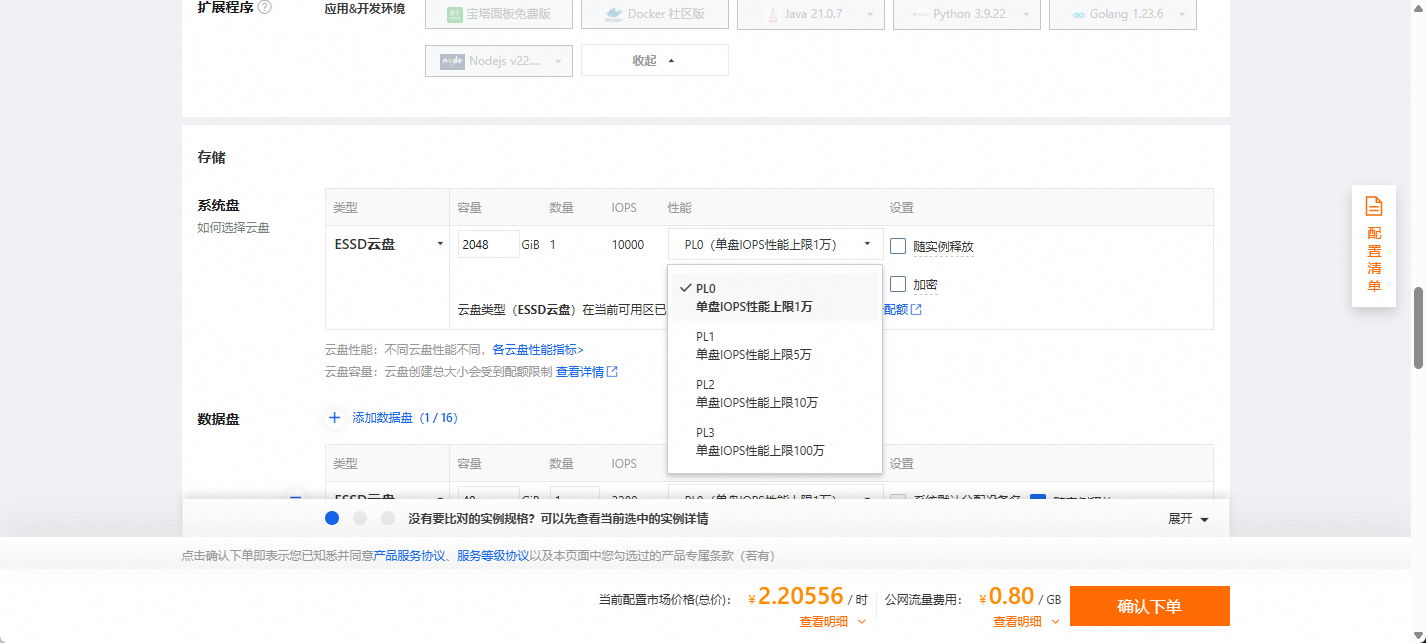 扩展程序 ? 应用&开发环境 宝塔面板免费版 Docker 社区版 Java 21.0.7 Python 3.9.22 Golang 1.23.6
Nodejs v22.... 收起
存储
系统盘
如何选择云盘
类型 容量 数量 IOPS 性能 设置
ESSD云盘 2048 GiB 1 10000 PL0（单盘IOPS性能上限1万） 随实例释放
加密
云盘类型（ESSD云盘）在当前可用区已 配额
PL0
单盘IOPS性能上限1万
PL1
单盘IOPS性能上限5万
PL2
单盘IOPS性能上限10万
PL3
单盘IOPS性能上限100万
云盘性能：不同云盘性能不同，各云盘性能指标>
云盘容量：云盘创建总大小会受到配额限制 查看详情
数据盘 + 添加数据盘（1 / 16）
类型 容量 数量 IOPS 设置
ESSD云盘 40 GiB 1 PL0（单盘IOPS性能上限1万） 系统默认分配设备名 随实例释放
没有要比对的实例规格？可以先查看当前选中的实例详情 展开
点击确认下单即表示您已知悉并同意产品服务协议、服务等级协议以及本页面中您勾选过的产品专属条款（若有）
当前配置市场价格(总价)： ¥2.20556 / 时 公网流量费用： ¥0.80 / GB 确认下单
查看明细 查看明细
配置清单